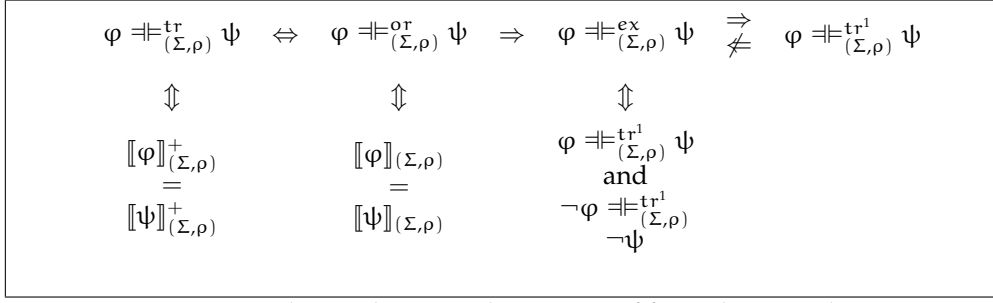 φ ⫣⊨^{tr}_{(Σ,ρ)} ψ ⇔ φ ⫣⊨^{or}_{(Σ,ρ)} ψ ⇒ φ ⫣⊨^{ex}_{(Σ,ρ)} ψ ⇒ ⇍ φ ⫣⊨^{tr¹}_{(Σ,ρ)} ψ
⇕ ⇕ ⇕
⟦φ⟧⁺_{(Σ,ρ)} ⟦φ⟧_{(Σ,ρ)} φ ⫣⊨^{tr¹}_{(Σ,ρ)} ψ
= = and
⟦ψ⟧⁺_{(Σ,ρ)} ⟦ψ⟧_{(Σ,ρ)} ¬φ ⫣⊨^{tr¹}_{(Σ,ρ)}
¬ψ